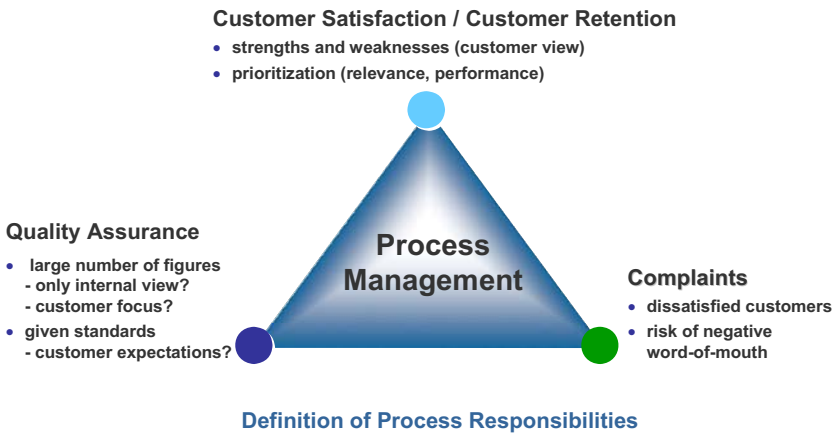 Customer Satisfaction / Customer Retention
• strengths and weaknesses (customer view)
• prioritization (relevance, performance)
Quality Assurance
• large number of figures
- only internal view?
- customer focus?
• given standards
- customer expectations?
Process
Management
Complaints
• dissatisfied customers
• risk of negative
word-of-mouth
Definition of Process Responsibilities